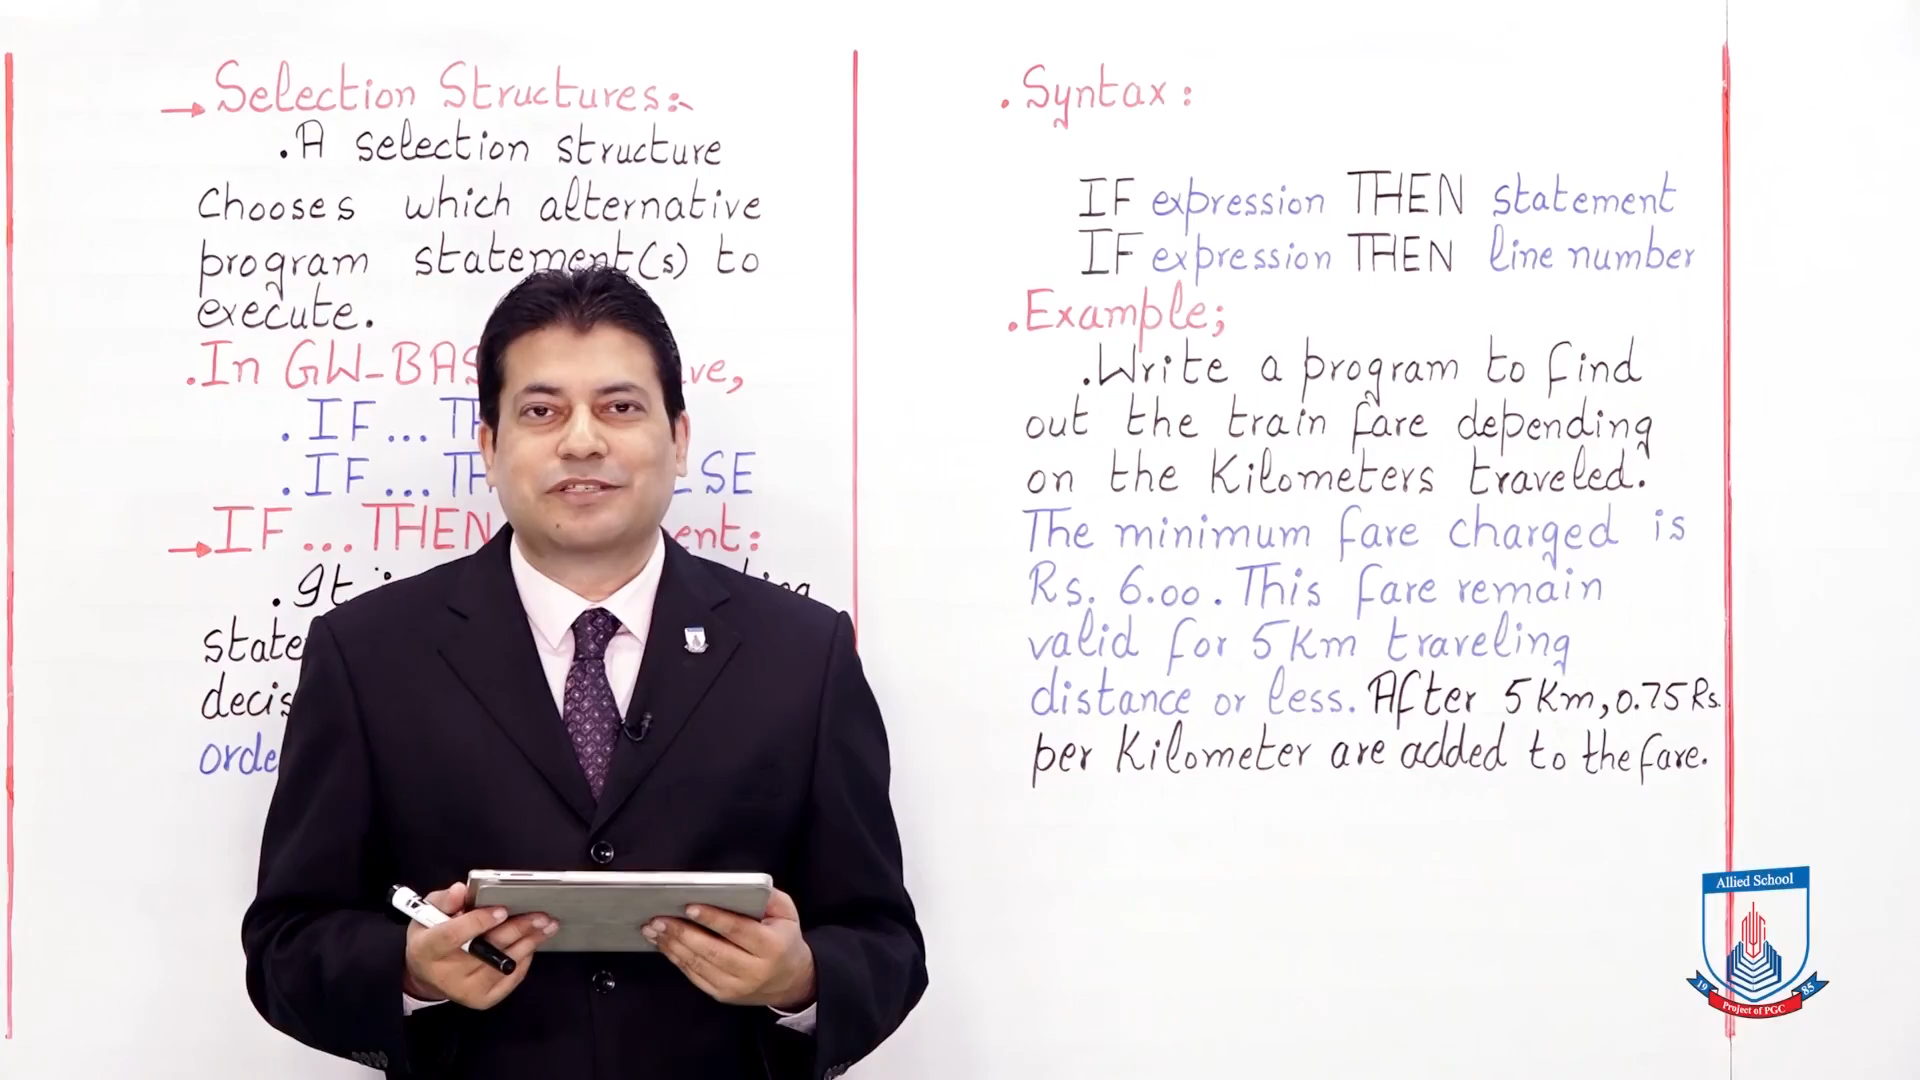 → Selection Structures:-
.A selection structure
Chooses which alternative
program statement(s) to
execute.
.In GW-BAS
.IF...TH
.IF...TH LSE
→ IF...THEN ent:
.It
state
decis
orde
.Syntax:
IF expression THEN statement
IF expression THEN line number
.Example;
.Write a program to find
out the train fare depending
on the Kilometers traveled.
The minimum fare charged is
Rs. 6.00. This fare remain
valid for 5 Km traveling
distance or less. After 5 Km, 0.75 Rs.
per Kilometer are added to the fare.
Allied School
19 85
Project of PGC